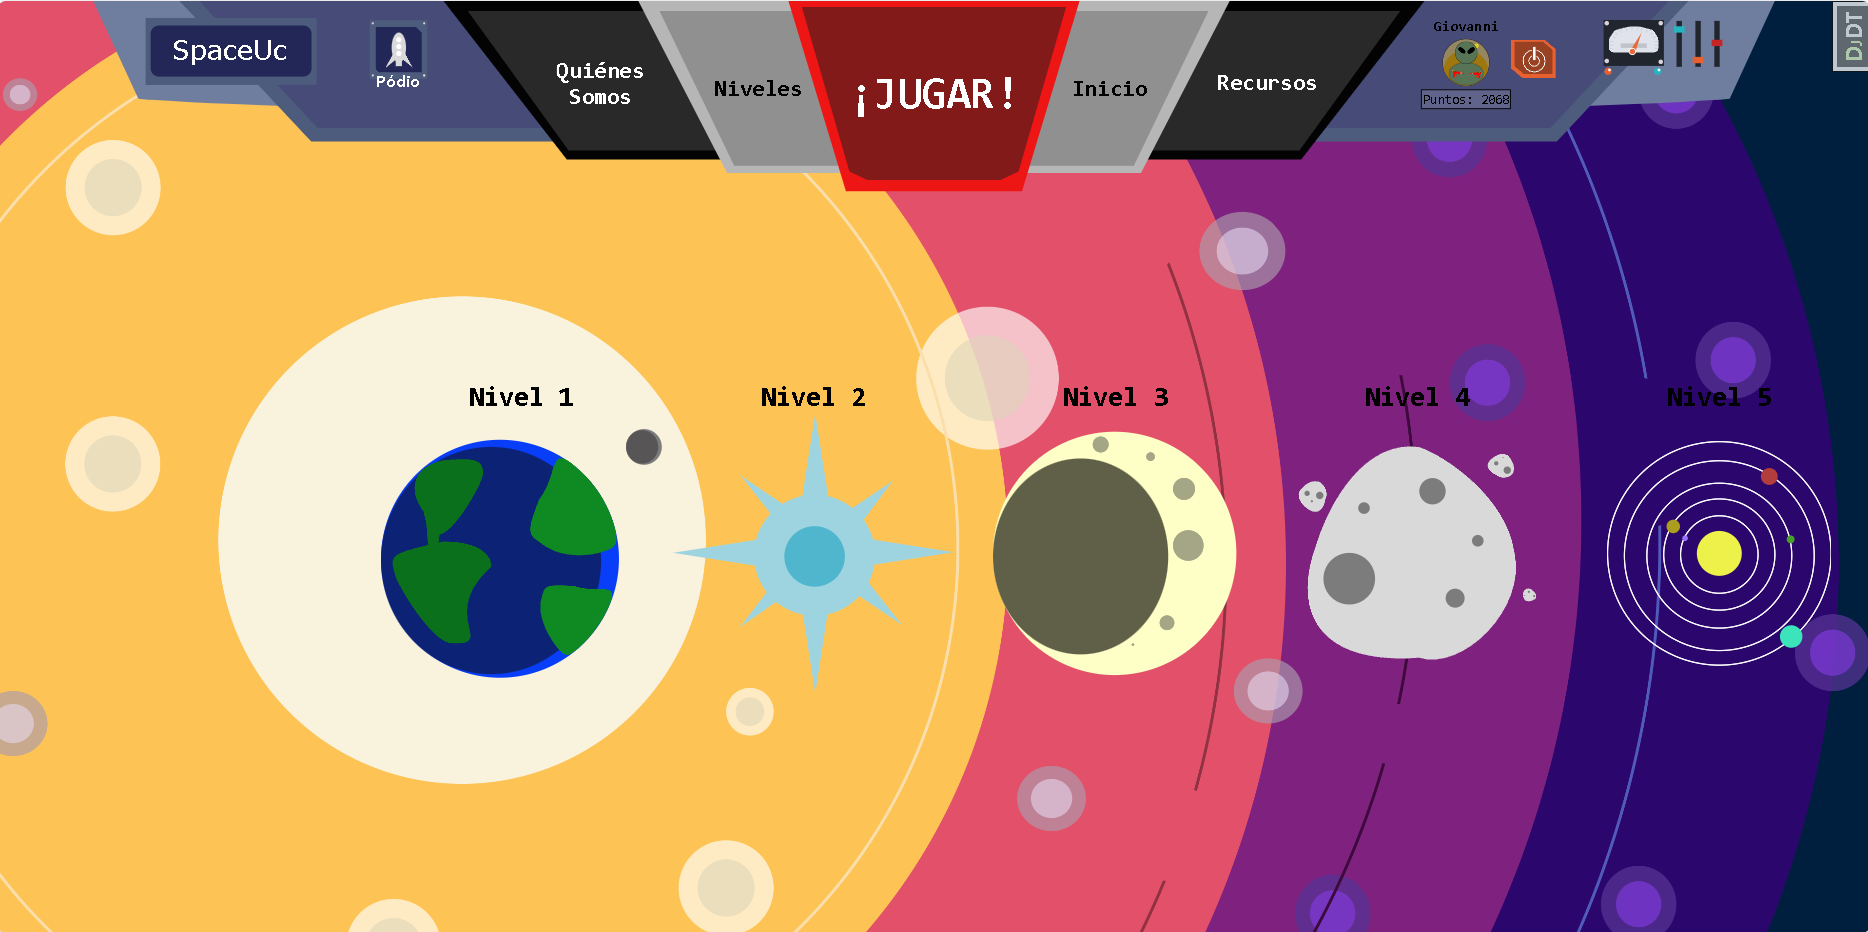 SpaceUc
Pódio
Quiénes
Somos
Niveles
¡JUGAR!
Inicio
Recursos
Giovanni
Puntos: 2068
DJDT
Nivel 1
Nivel 2
Nivel 3
Nivel 4
Nivel 5